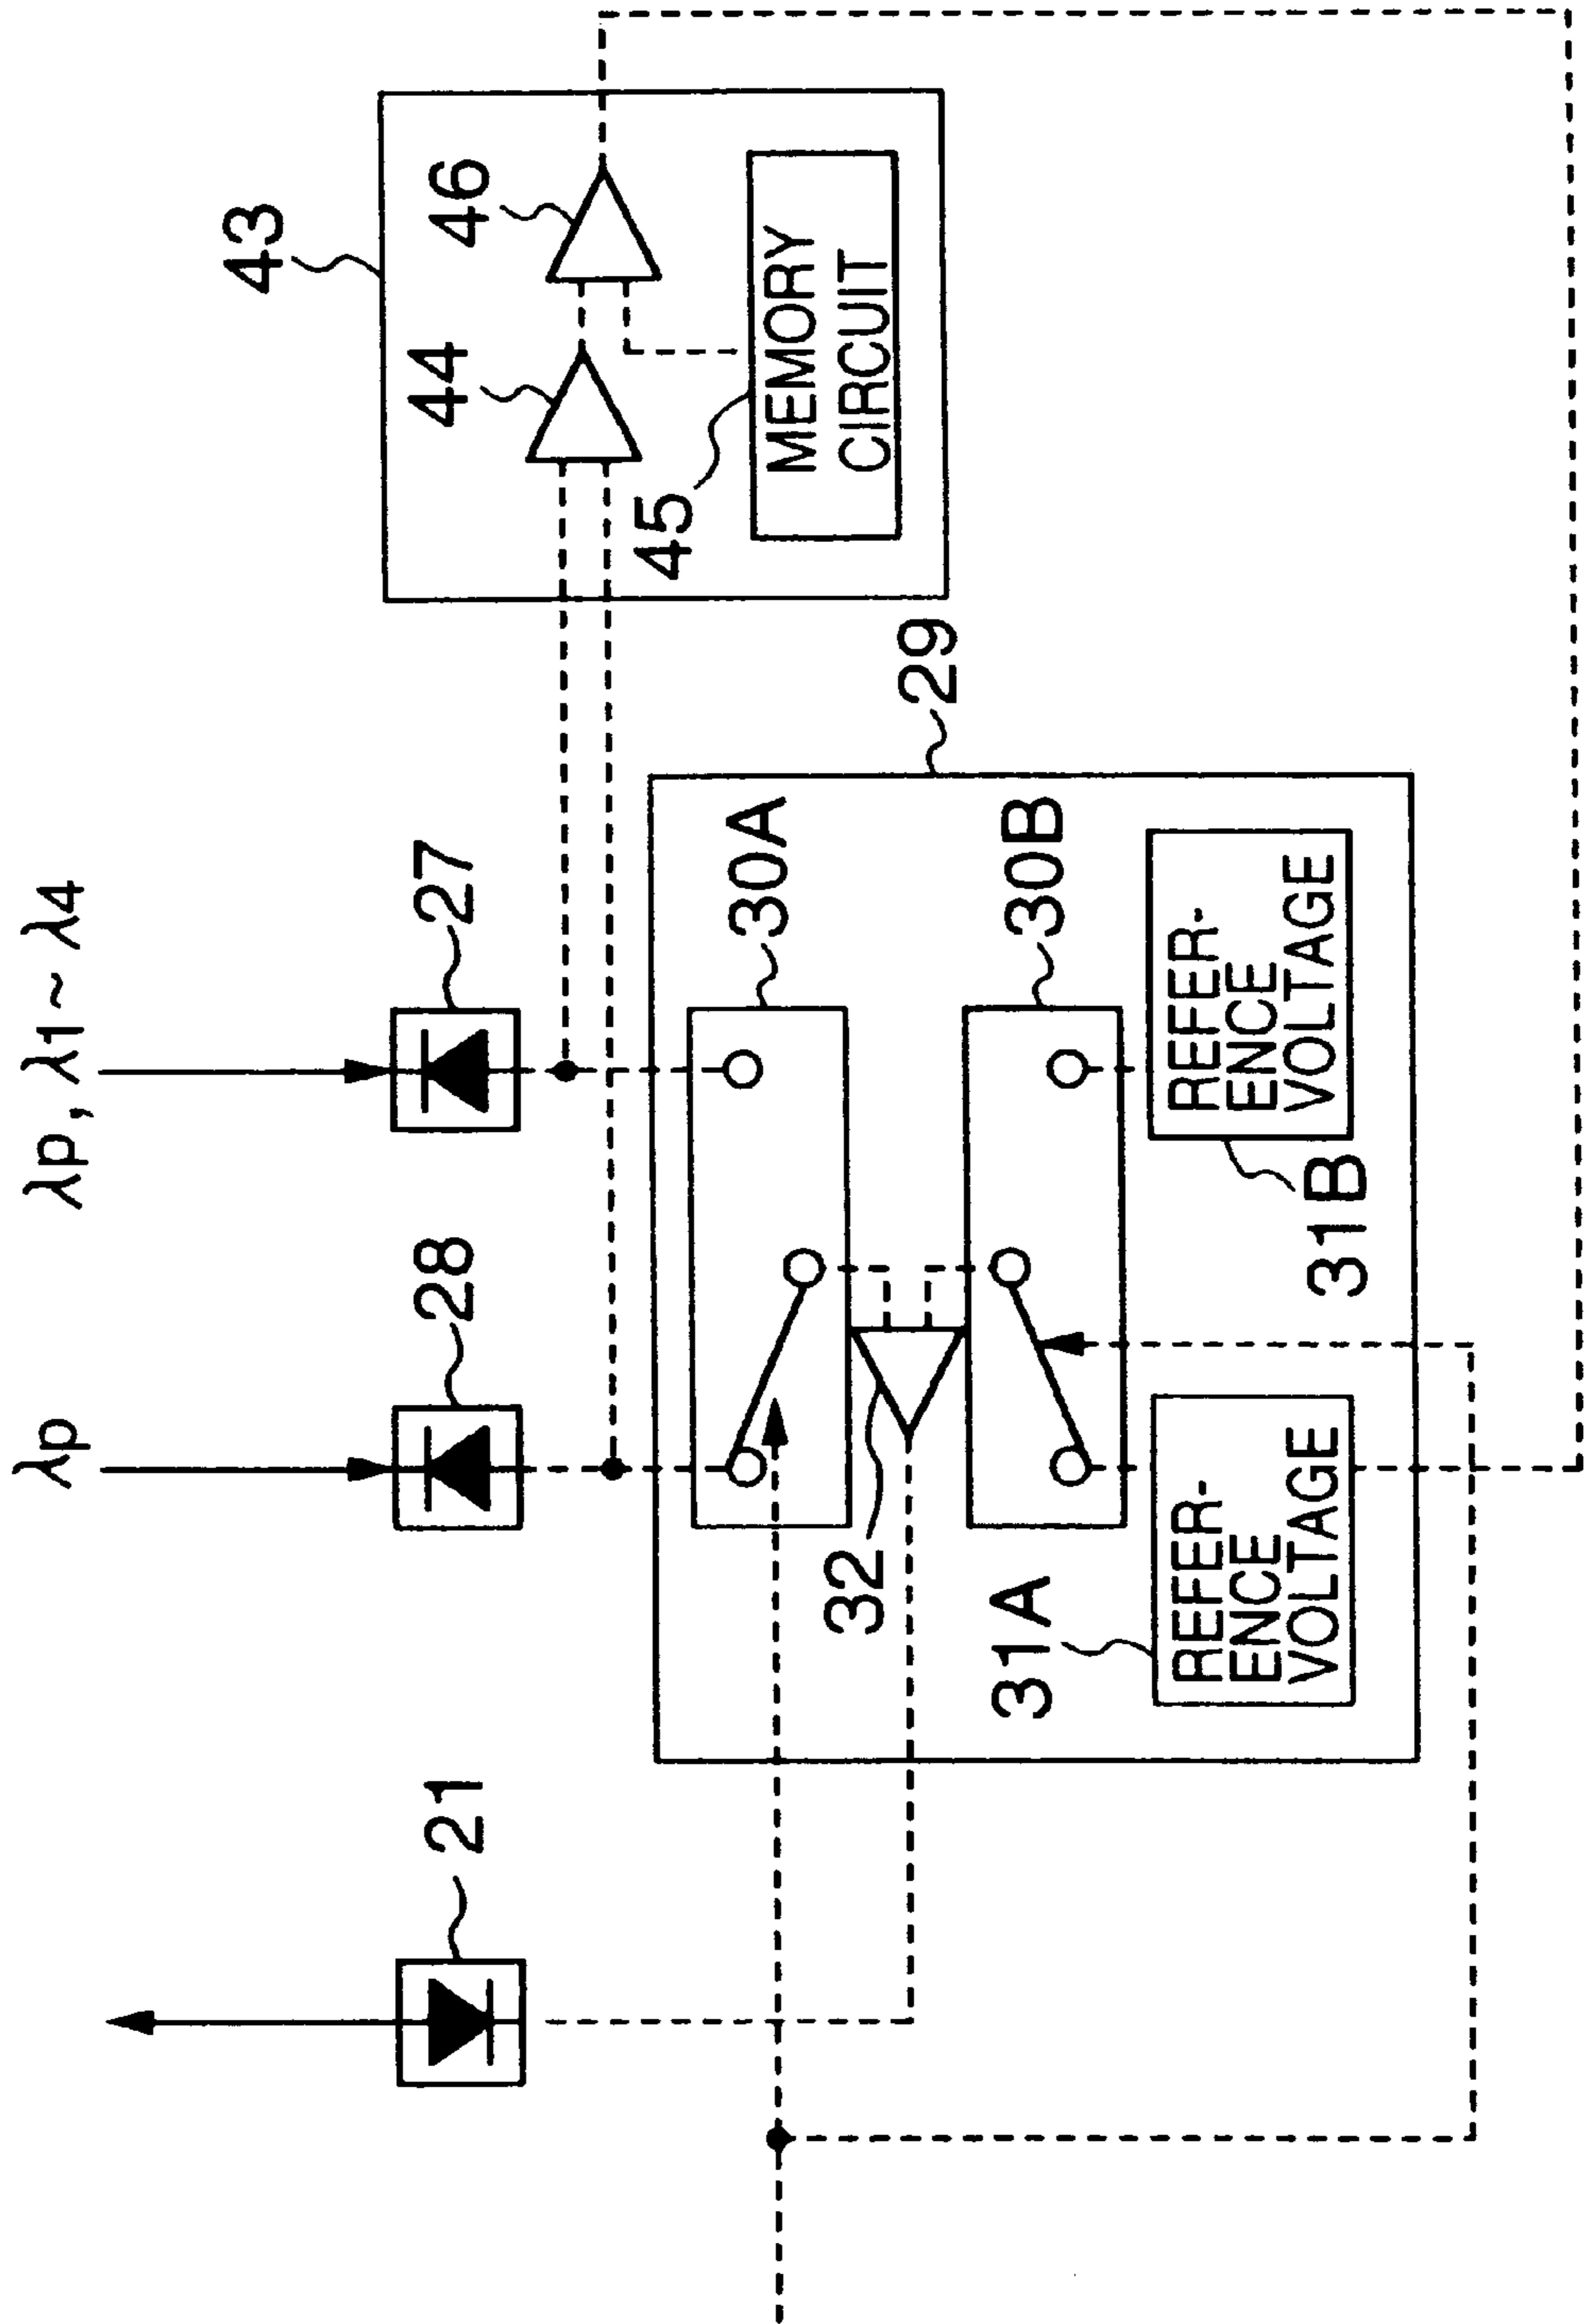 λp, λ1~λ4
λp
43
44
46
45
MEMORY
CIRCUIT
27
28
21
29
30A
30B
32
31A
31B
REFER-
ENCE
VOLTAGE
REFER-
ENCE
VOLTAGE